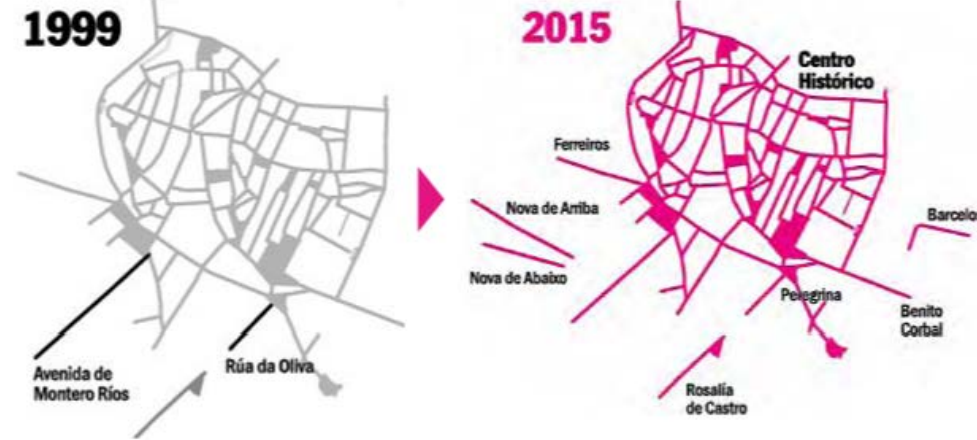 1999
2015
Centro
Histórico
Ferreiros
Nova de Arriba
Nova de Abaixo
Barcelo
Peregrina
Benito
Corbal
Rúa da Oliva
Avenida de
Montero Ríos
Rosalía
de Castro